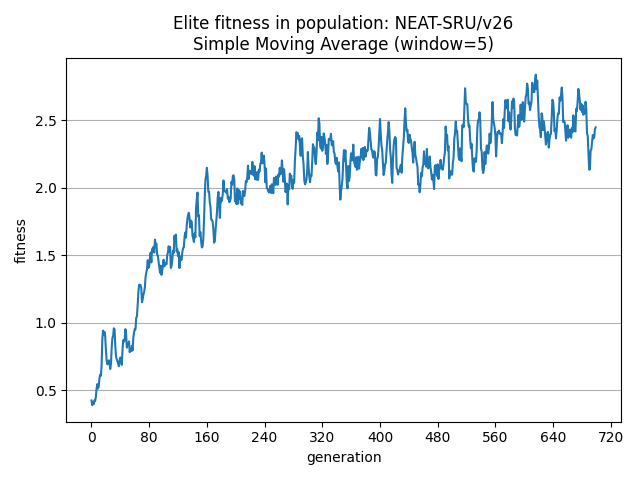 Elite fitness in population: NEAT-SRU/v26
Simple Moving Average (window=5)
fitness
2.5
2.0
1.5
1.0
0.5
0 80 160 240 320 400 480 560 640 720
generation